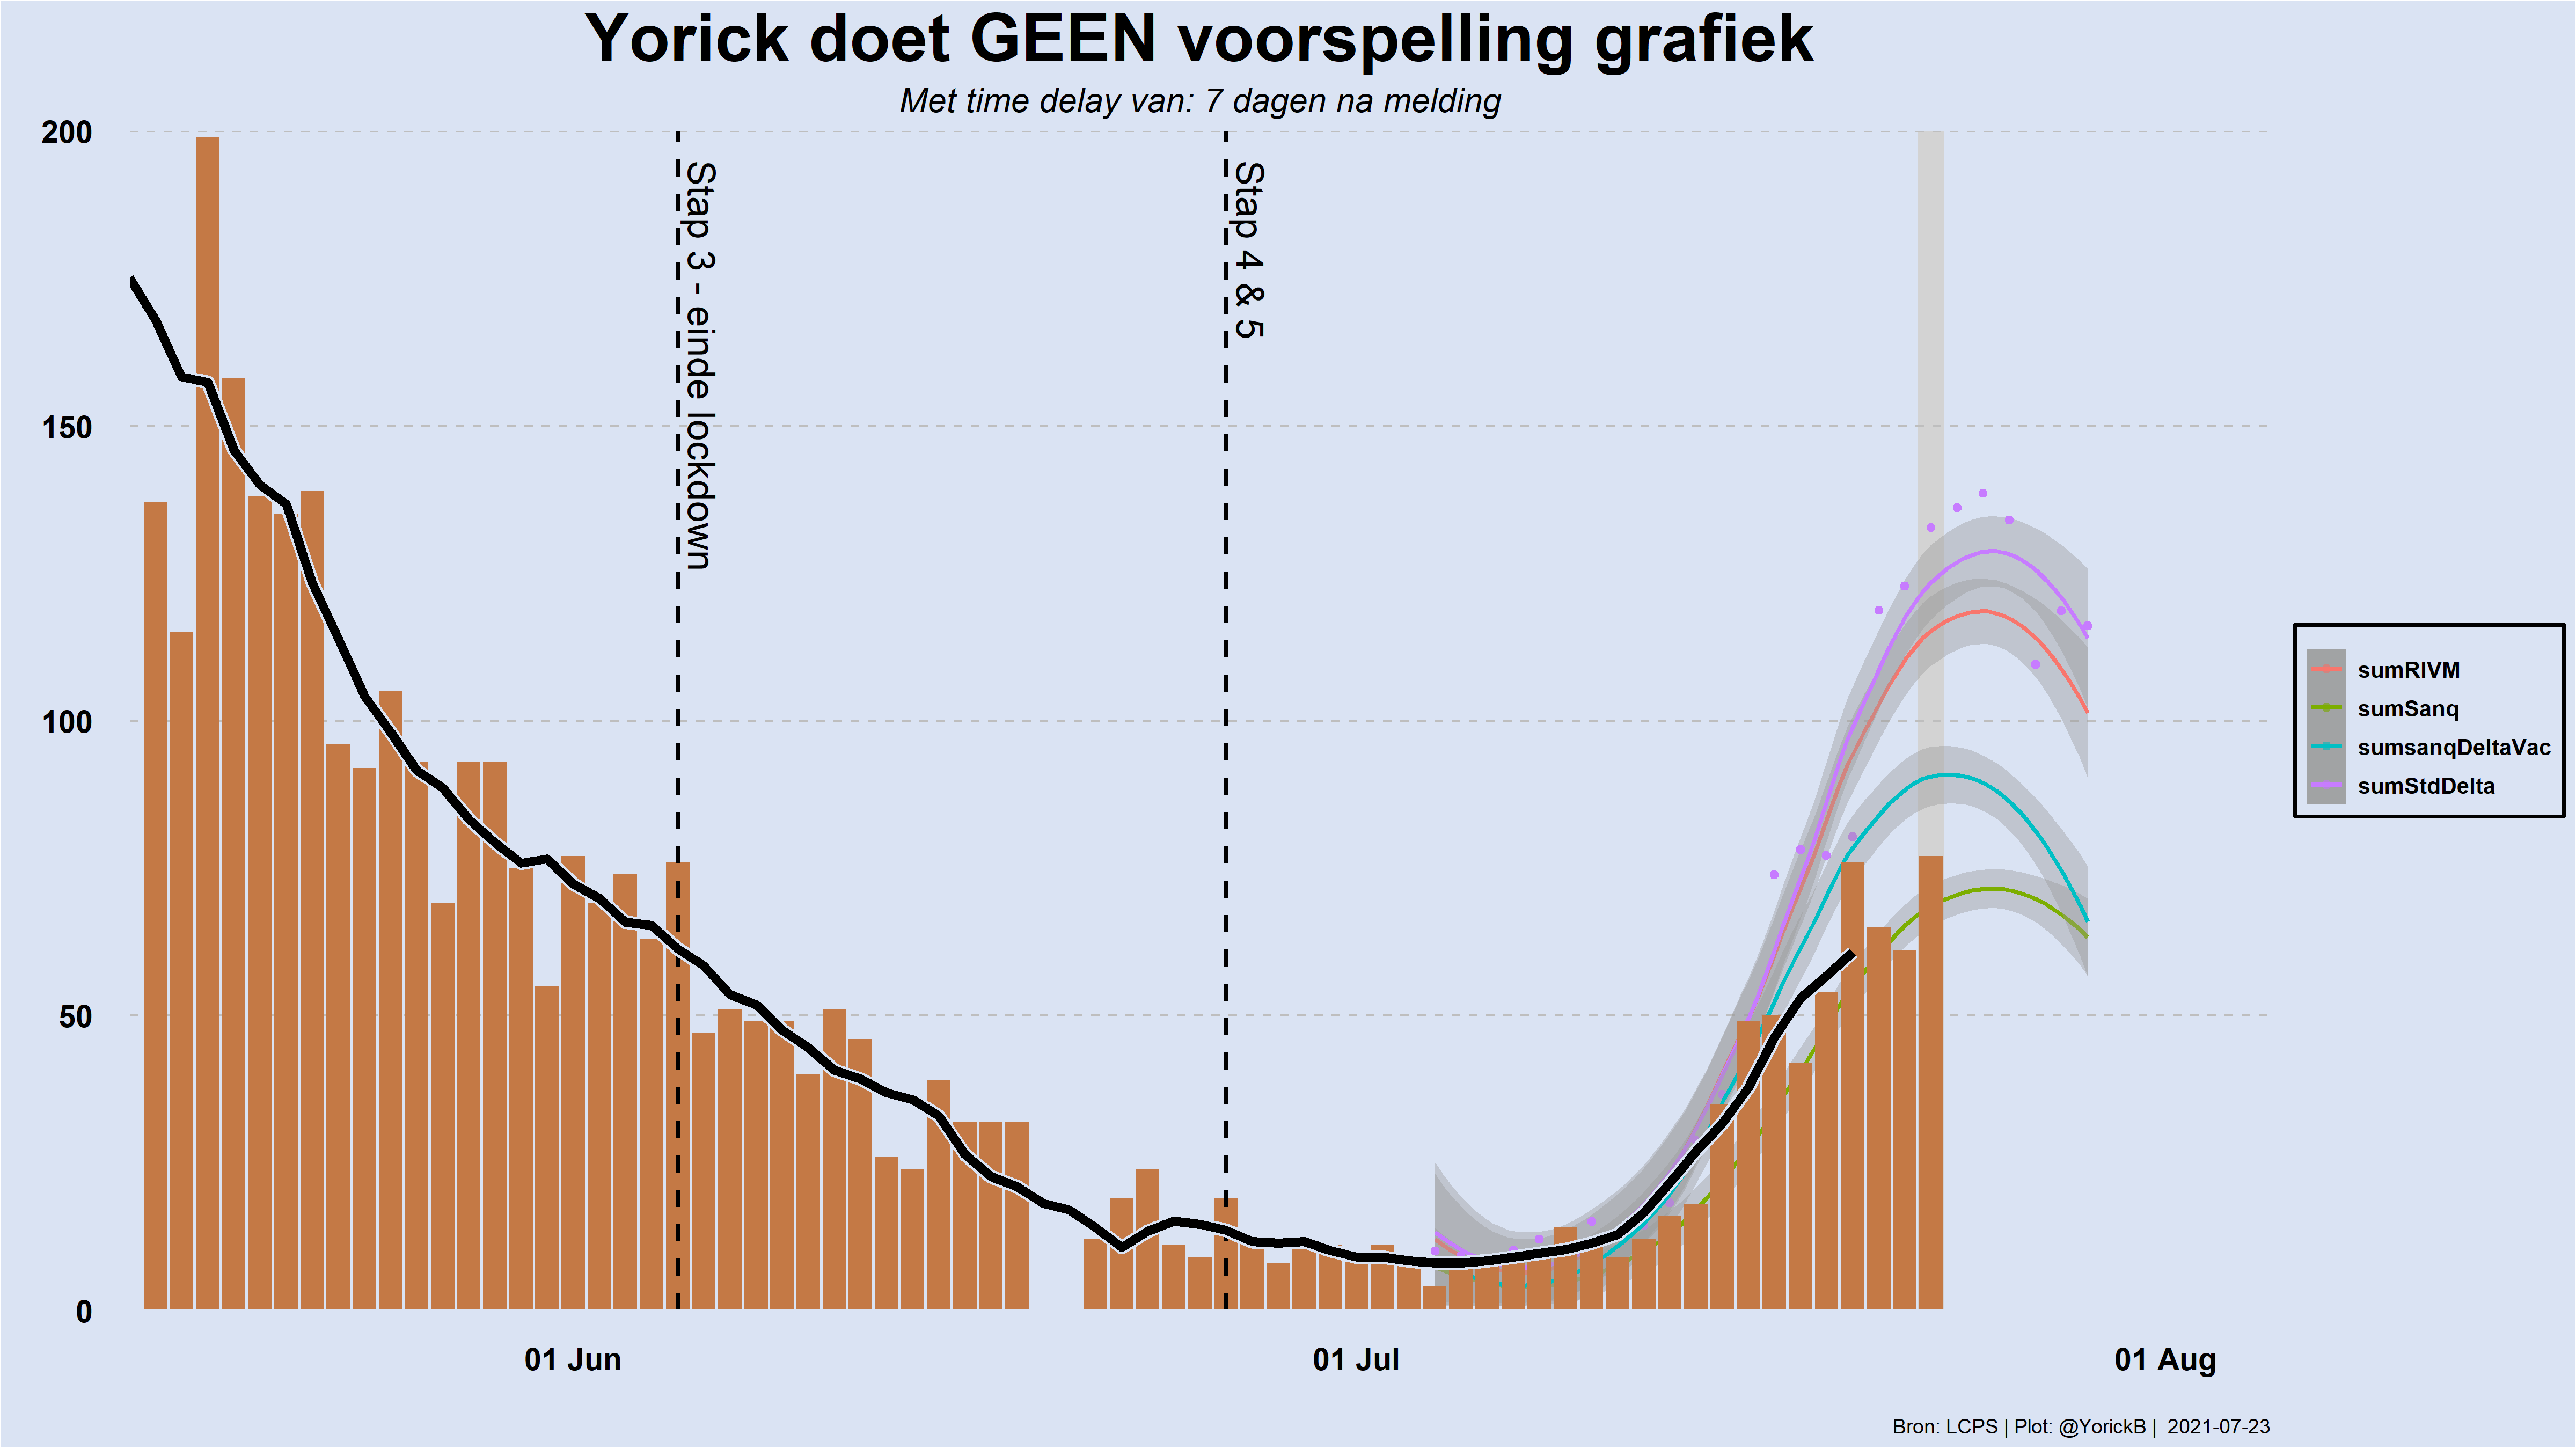 Yorick doet GEEN voorspelling grafiek
Met time delay van: 7 dagen na melding
200
150
100
50
0
Stap 3 - einde lockdown
Stap 4 & 5
01 Jun
01 Jul
01 Aug
sumRIVM
sumSanq
sumsanqDeltaVac
sumStdDelta
Bron: LCPS | Plot: @YorickB | 2021-07-23